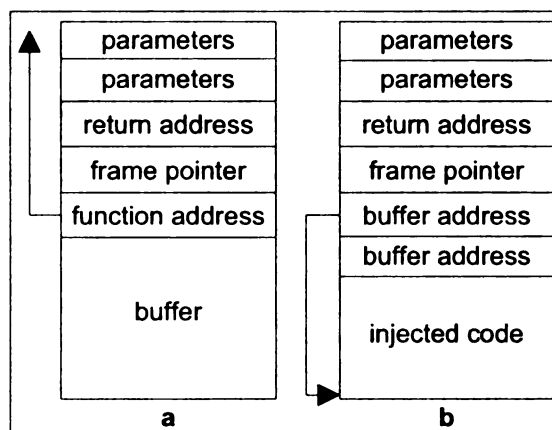 parameters
parameters
return address
frame pointer
function address
buffer
a
parameters
parameters
return address
frame pointer
buffer address
buffer address
injected code
b